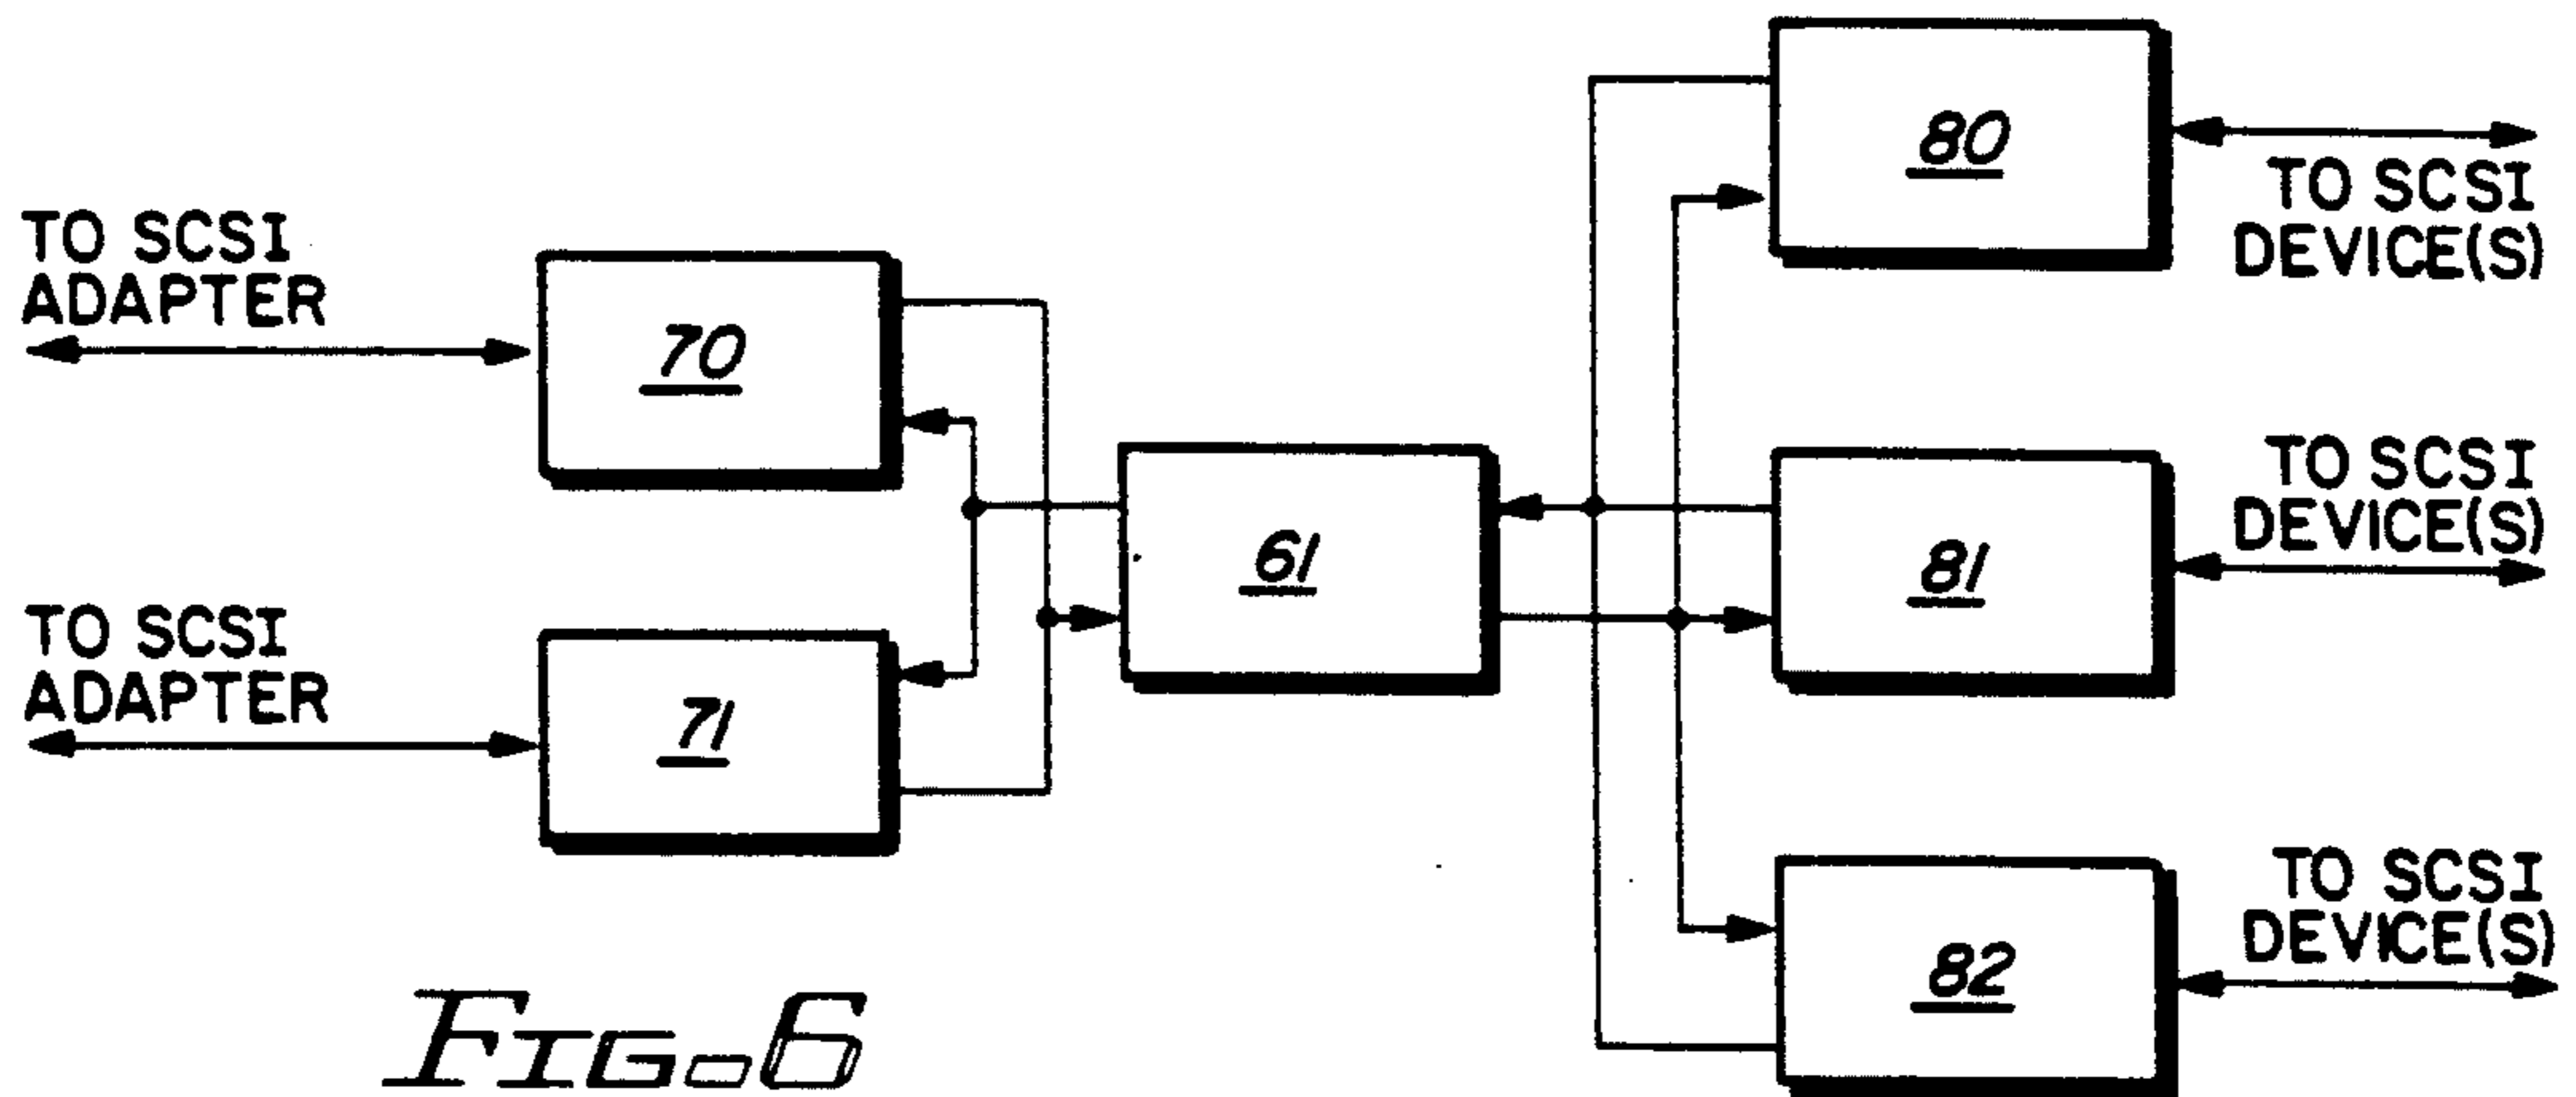 80
TO SCSI
DEVICE(S)
TO SCSI
ADAPTER
70
61
81
TO SCSI
DEVICE(S)
TO SCSI
ADAPTER
71
82
TO SCSI
DEVICE(S)
FIG-6